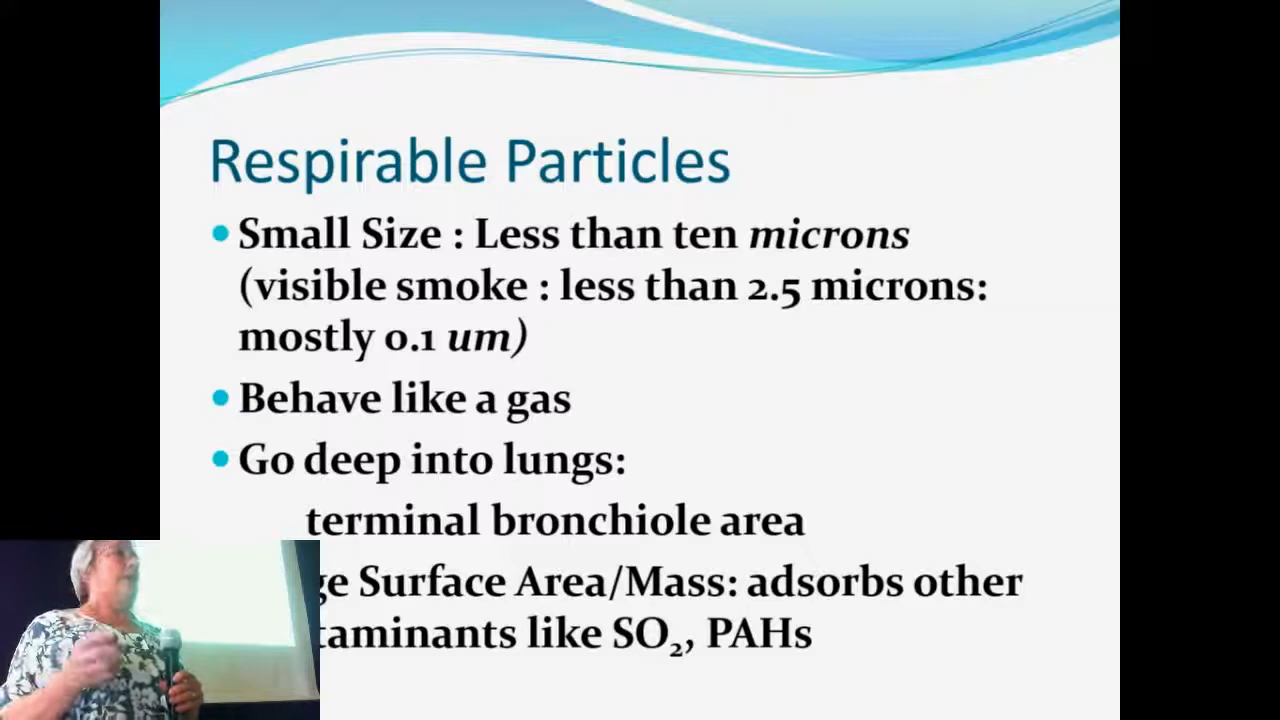 Respirable Particles
Small Size : Less than ten microns
(visible smoke : less than 2.5 microns:
mostly 0.1 um)
Behave like a gas
Go deep into lungs:
terminal bronchiole area
Surface Area/Mass: adsorbs other
like SO₂, PAHs